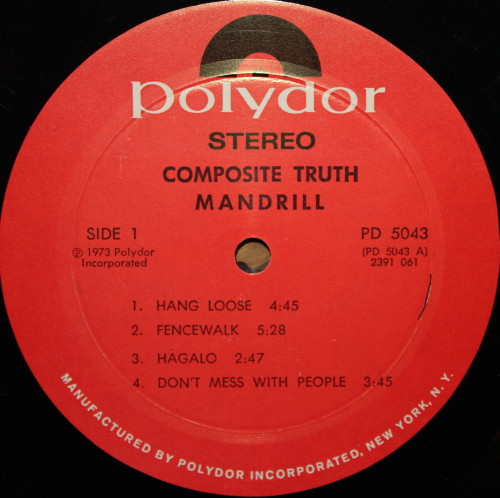 polydor
STEREO
COMPOSITE TRUTH
MANDRILL
SIDE 1
℗ 1973 Polydor
Incorporated
PD 5043
(PD 5043 A)
2391 061
1. HANG LOOSE 4:45
2. FENCEWALK 5:28
3. HAGALO 2:47
4. DON'T MESS WITH PEOPLE 3:45
MANUFACTURED BY POLYDOR INCORPORATED, NEW YORK, N. Y.